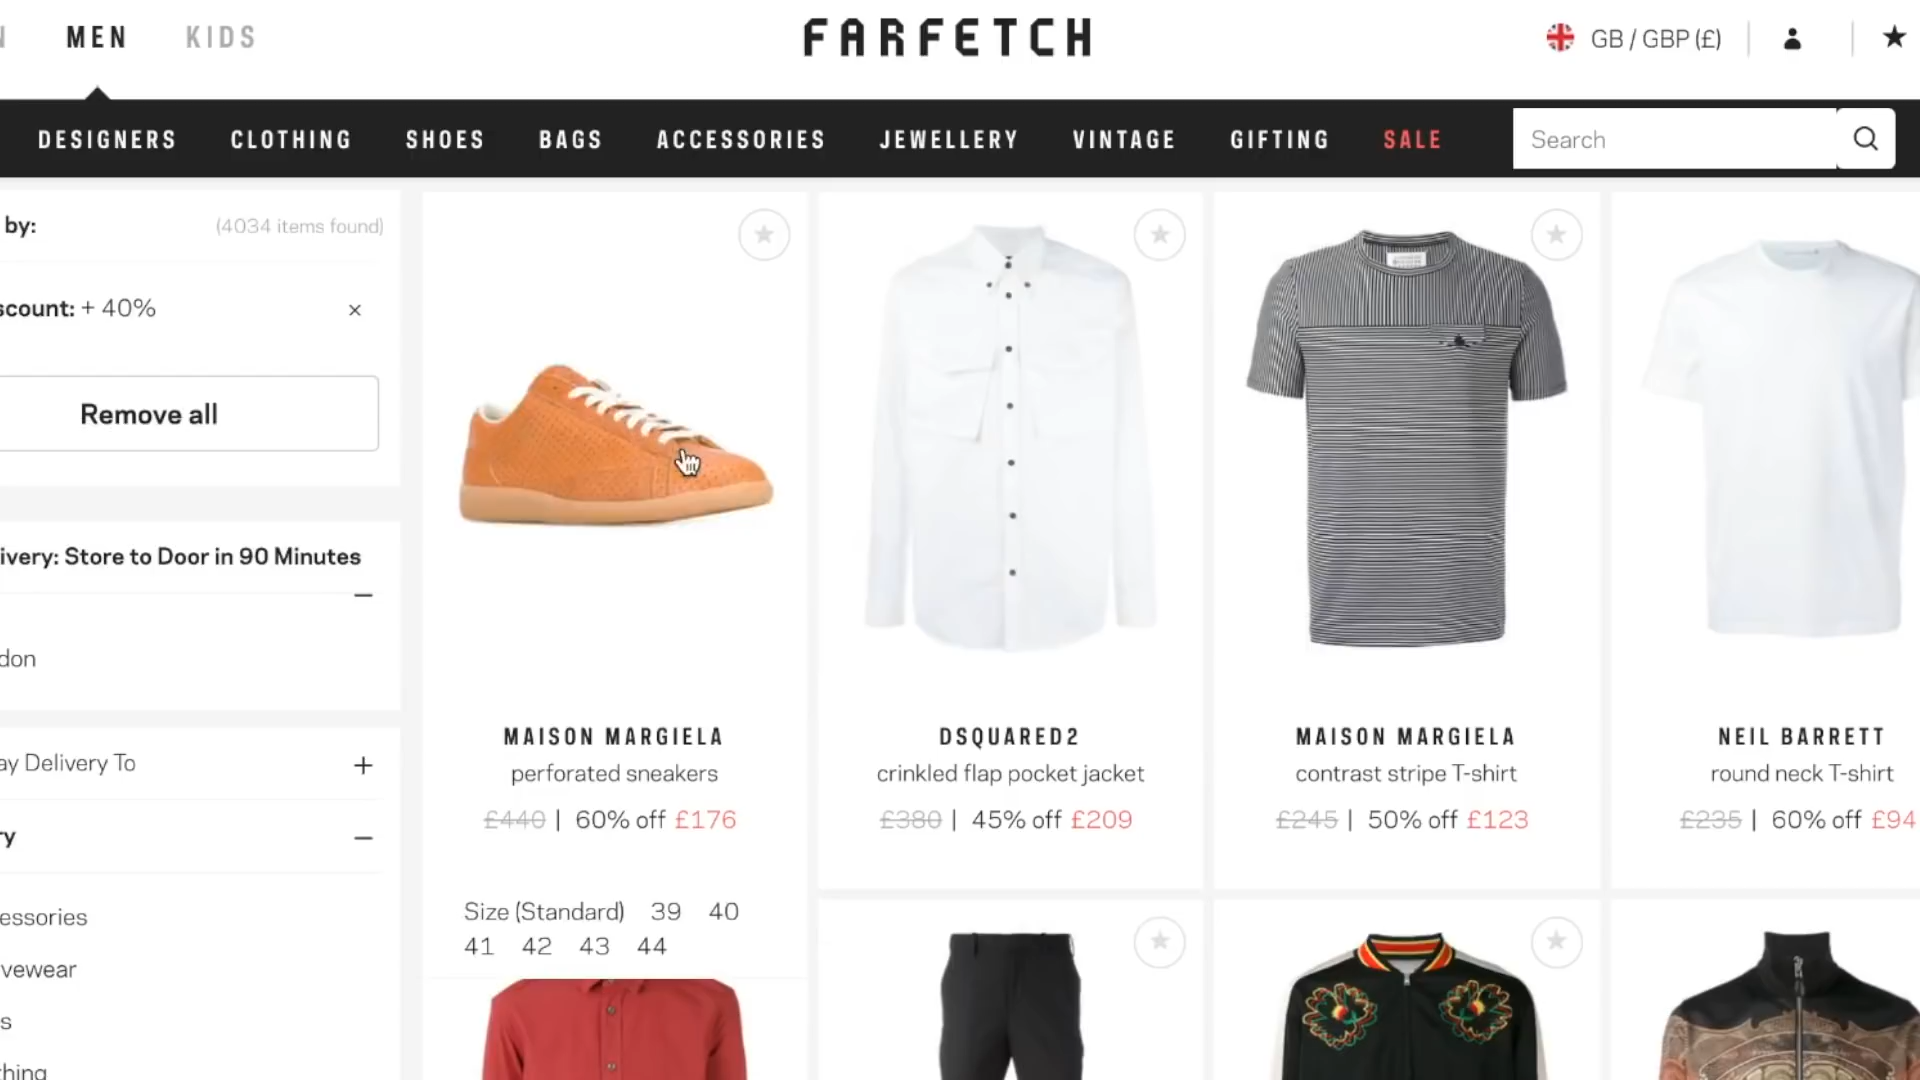 MEN KIDS FARFETCH GB / GBP (£)
DESIGNERS CLOTHING SHOES BAGS ACCESSORIES JEWELLERY VINTAGE GIFTING SALE Search
by: (4034 items found)
scount: + 40% ×
Remove all
ivery: Store to Door in 90 Minutes
don
ay Delivery To +
ry
essories
vewear
s
thing
MAISON MARGIELA
perforated sneakers
£440 | 60% off £176
Size (Standard) 39 40
41 42 43 44
DSQUARED2
crinkled flap pocket jacket
£380 | 45% off £209
MAISON MARGIELA
contrast stripe T-shirt
£245 | 50% off £123
NEIL BARRETT
round neck T-shirt
£235 | 60% off £94